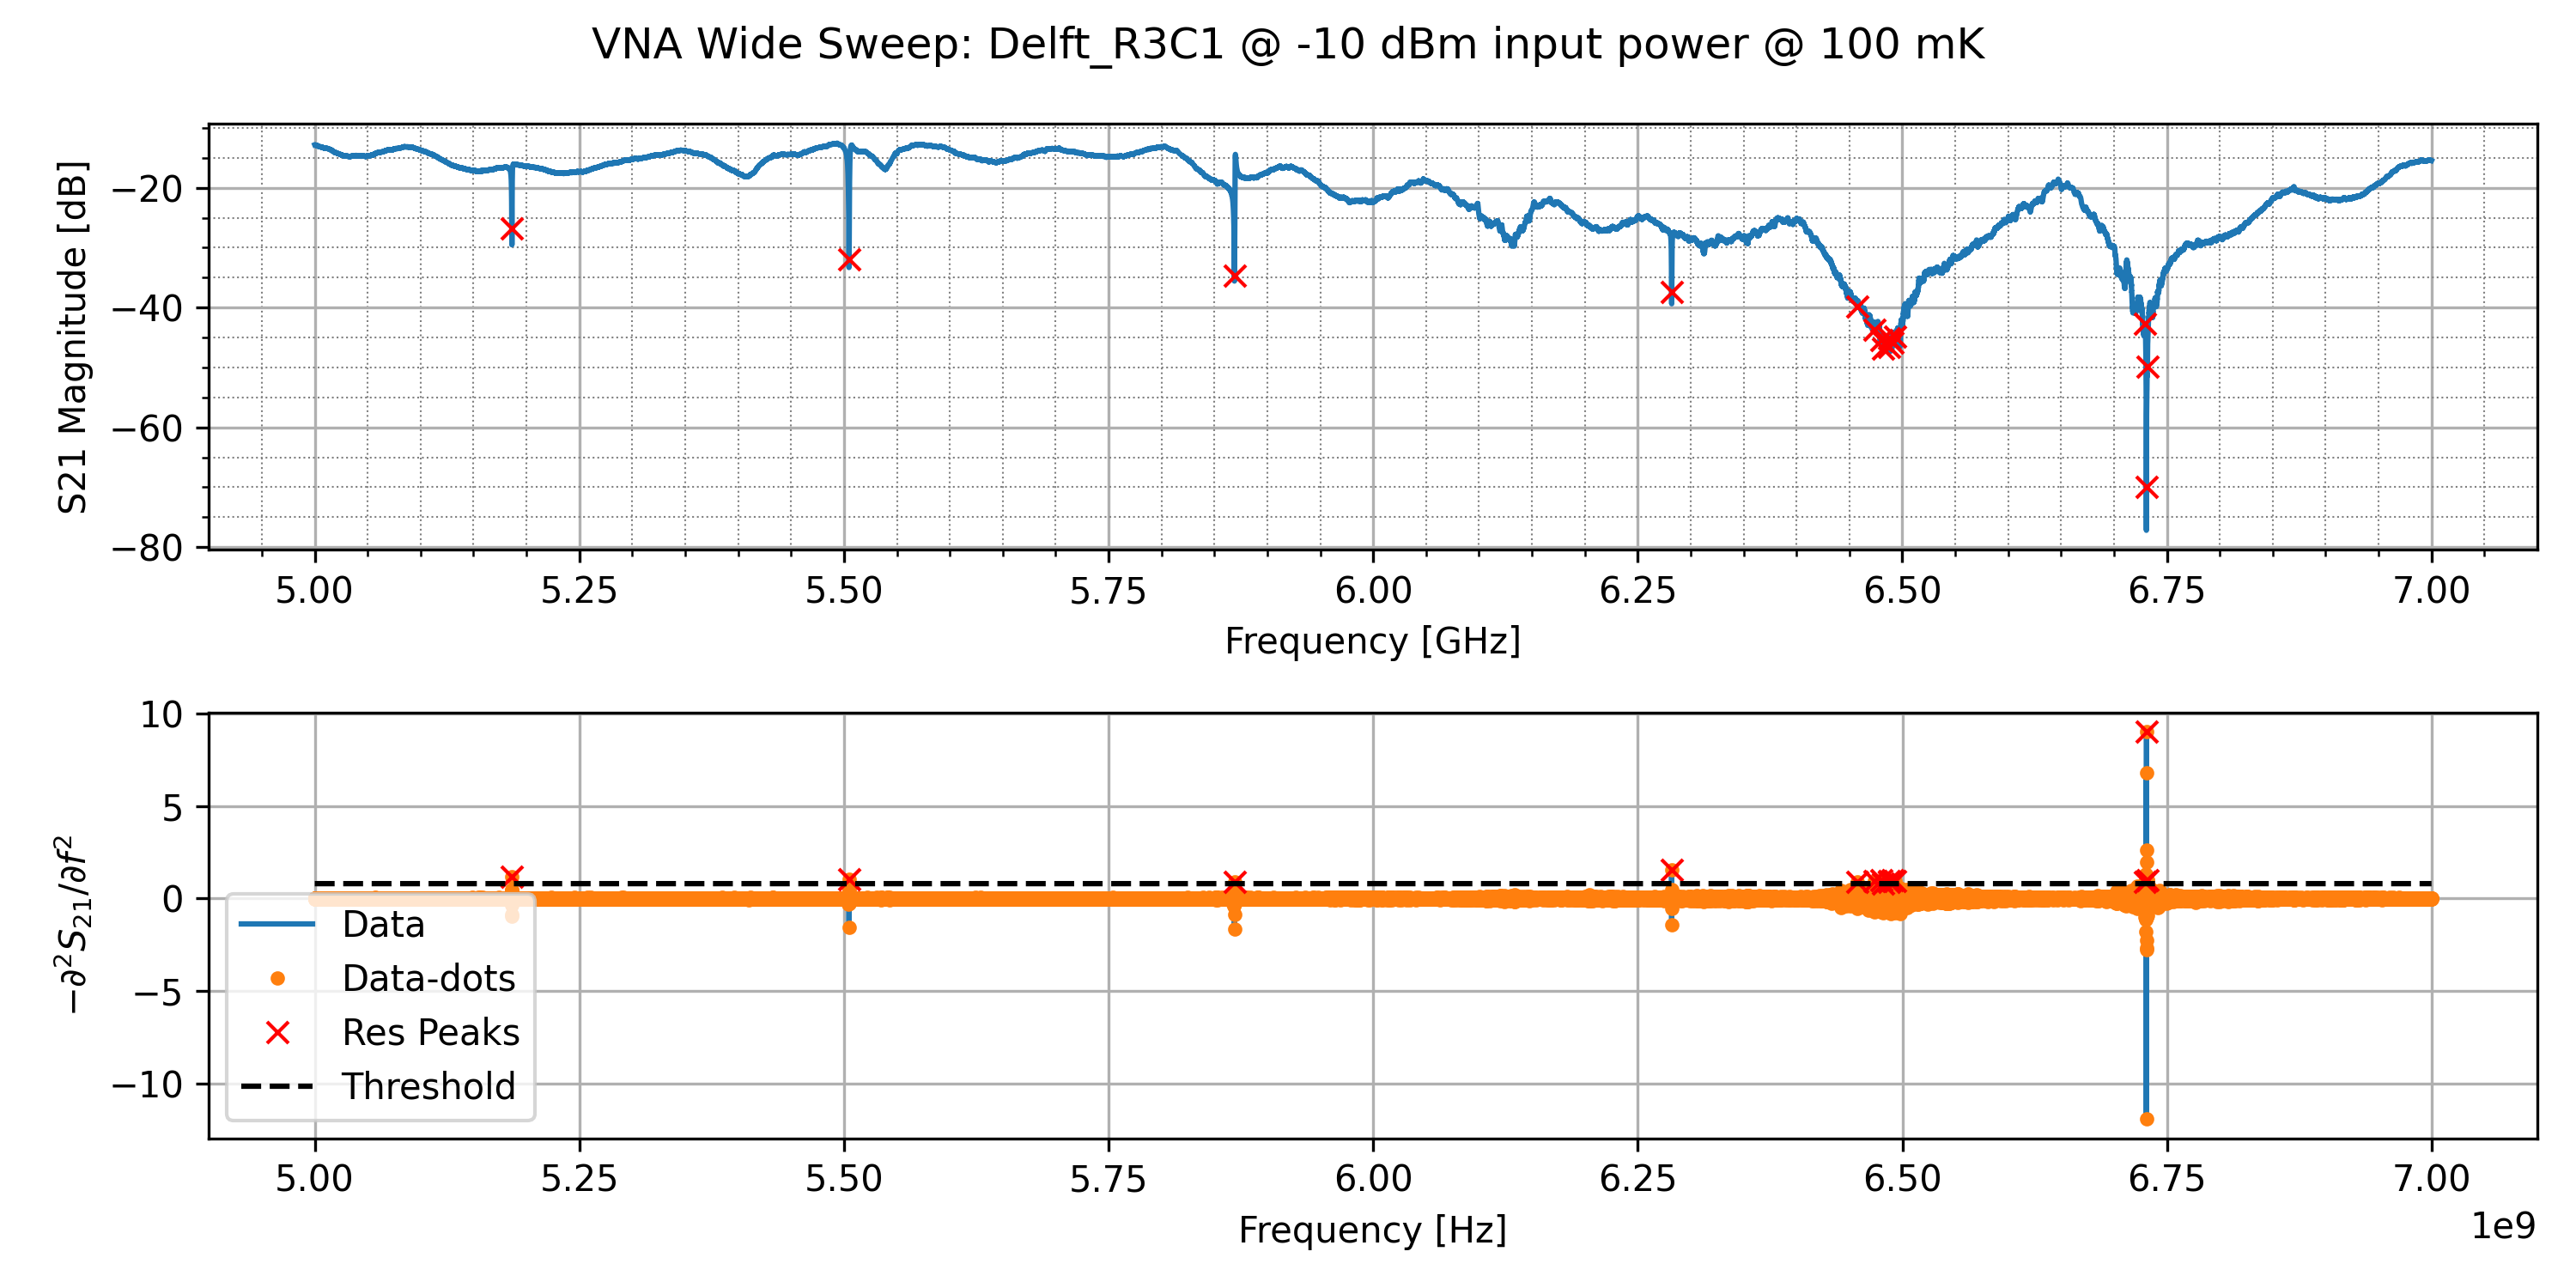 VNA Wide Sweep: Delft_R3C1 @ -10 dBm input power @ 100 mK
S21 Magnitude [dB]
−20
−40
−60
−80
5.00 5.25 5.50 5.75 6.00 6.25 6.50 6.75 7.00
Frequency [GHz]
−∂²S₂₁/∂f²
10
5
0
−5
−10
Data
Data-dots
Res Peaks
Threshold
5.00 5.25 5.50 5.75 6.00 6.25 6.50 6.75 7.00
Frequency [Hz]
1e9